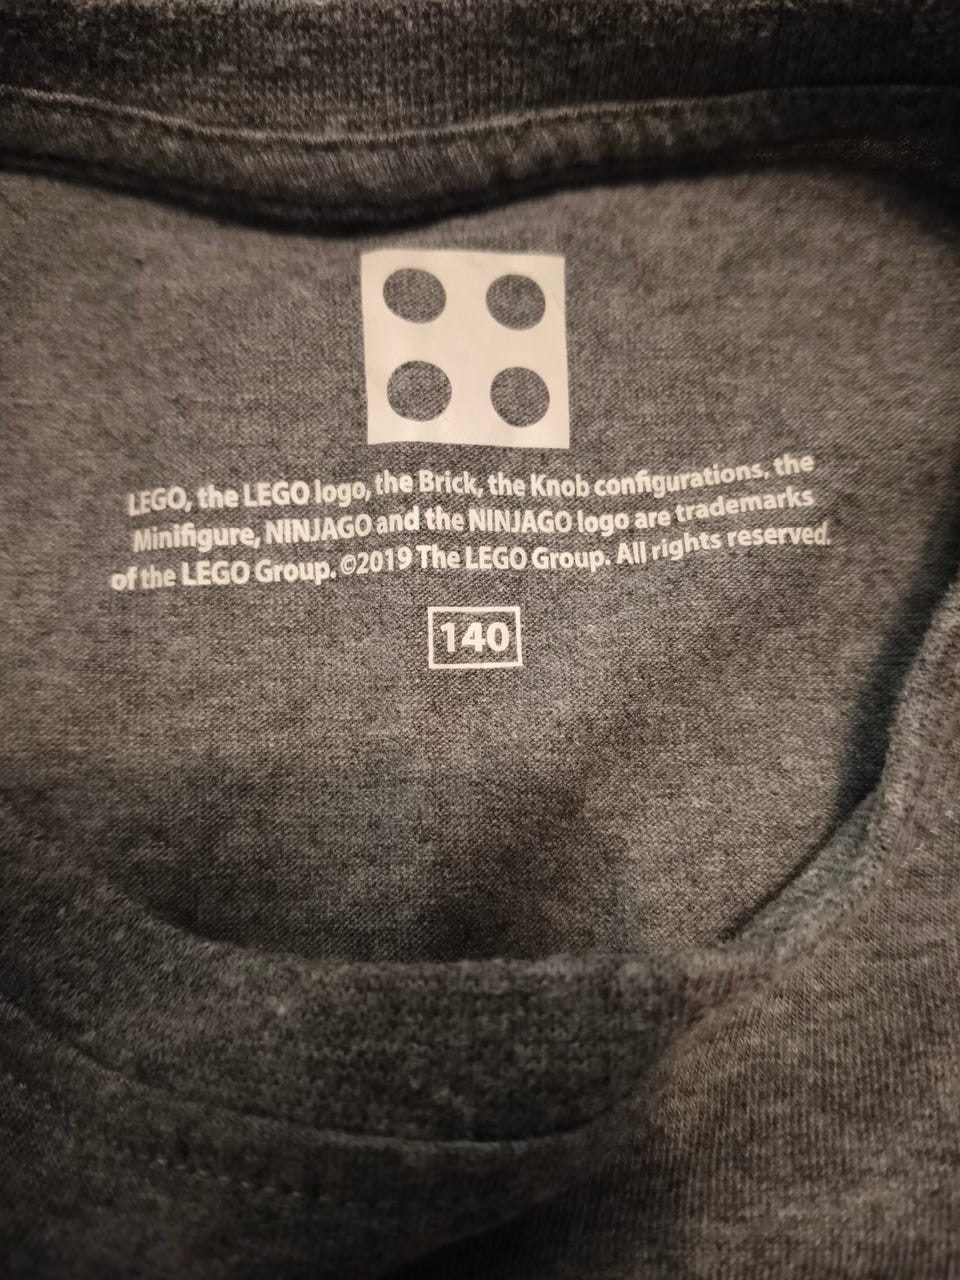 LEGO, the LEGO logo, the Brick, the Knob configurations, the
Minifigure, NINJAGO and the NINJAGO logo are trademarks
of the LEGO Group. ©2019 The LEGO Group. All rights reserved.
140